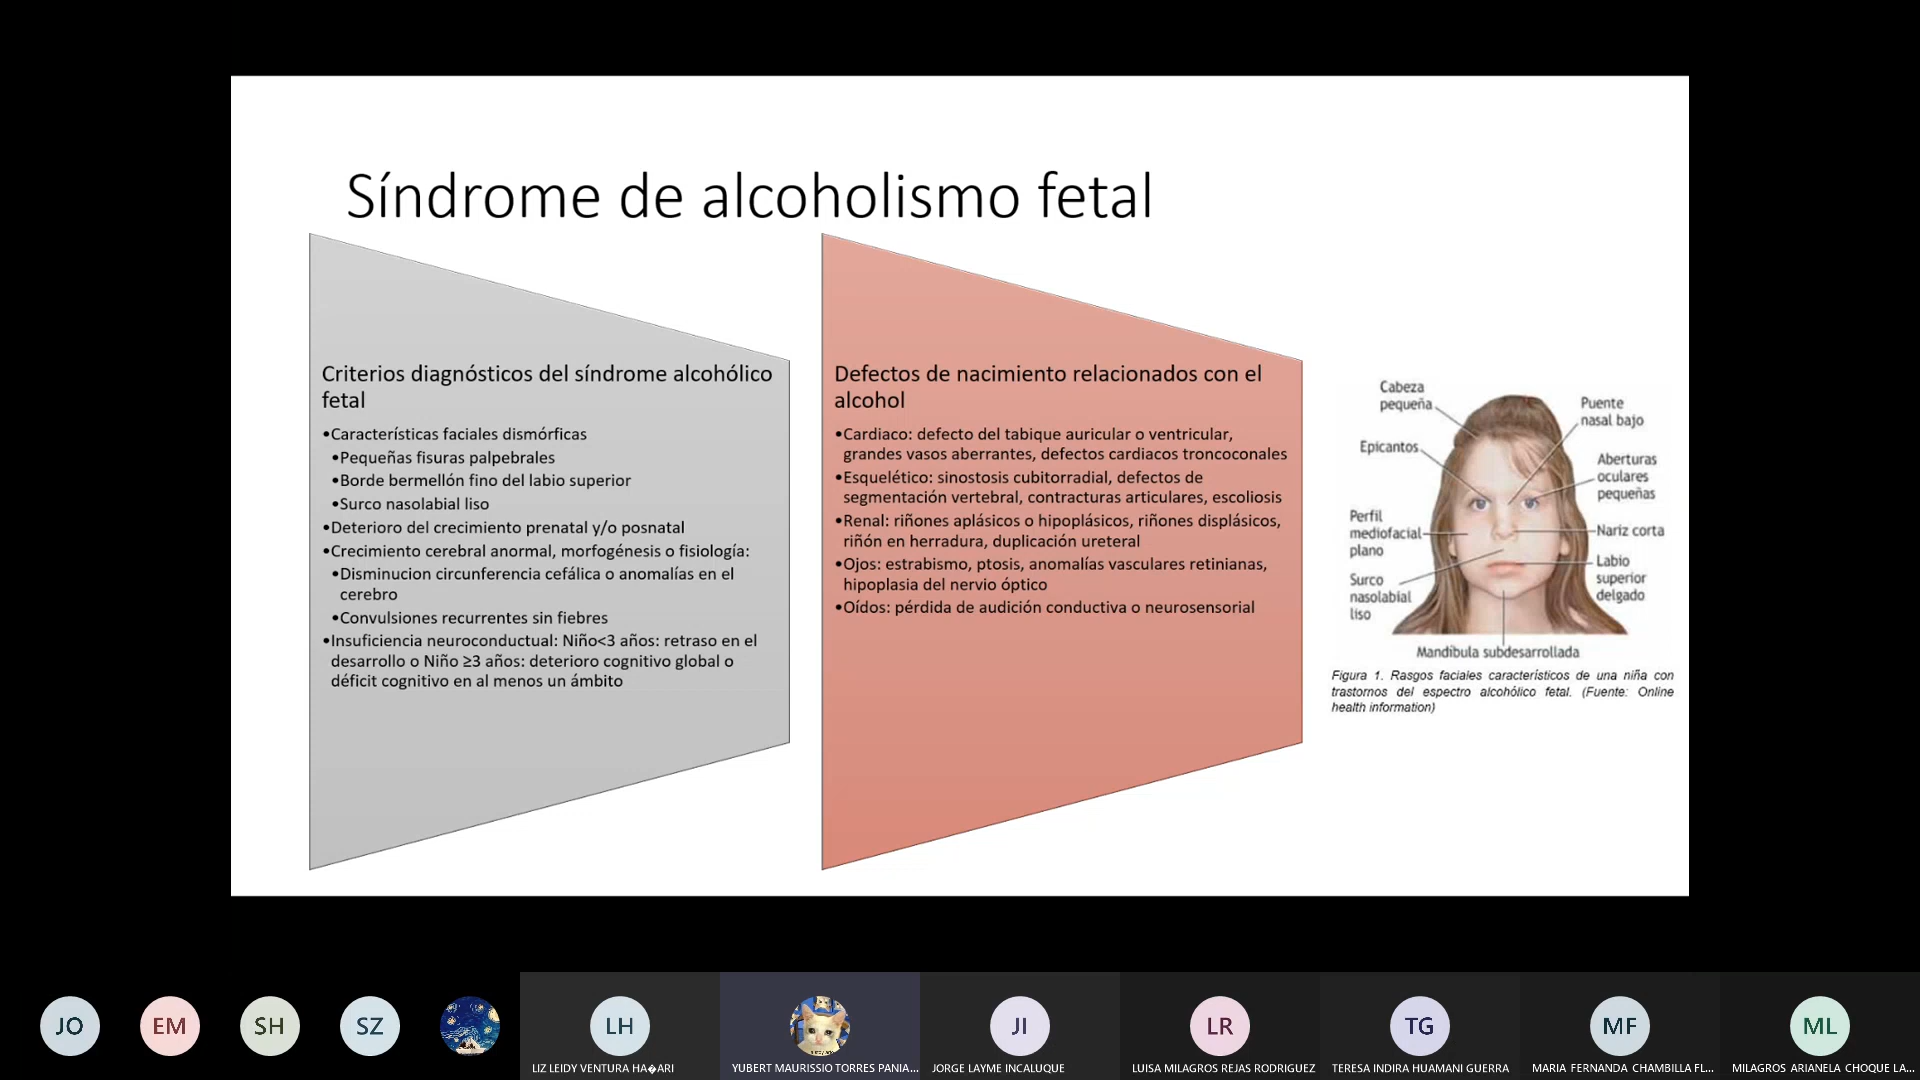 Síndrome de alcoholismo fetal
Criterios diagnósticos del síndrome alcohólico
fetal
•Características faciales dismórficas
•Pequeñas fisuras palpebrales
•Borde bermellón fino del labio superior
•Surco nasolabial liso
•Deterioro del crecimiento prenatal y/o posnatal
•Crecimiento cerebral anormal, morfogénesis o fisiología:
•Disminucion circunferencia cefálica o anomalías en el
cerebro
•Convulsiones recurrentes sin fiebres
•Insuficiencia neuroconductual: Niño<3 años: retraso en el
desarrollo o Niño ≥3 años: deterioro cognitivo global o
déficit cognitivo en al menos un ámbito
Defectos de nacimiento relacionados con el
alcohol
•Cardiaco: defecto del tabique auricular o ventricular,
grandes vasos aberrantes, defectos cardiacos troncoconales
•Esquelético: sinostosis cubitorradial, defectos de
segmentación vertebral, contracturas articulares, escoliosis
•Renal: riñones aplásicos o hipoplásicos, riñones displásicos,
riñón en herradura, duplicación ureteral
•Ojos: estrabismo, ptosis, anomalías vasculares retinianas,
hipoplasia del nervio óptico
•Oídos: pérdida de audición conductiva o neurosensorial
Cabeza
pequeña
Epicantos
Perfil
mediofacial
plano
Surco
nasolabial
liso
Puente
nasal bajo
Aberturas
oculares
pequeñas
Nariz corta
Labio
superior
delgado
Mandíbula subdesarrollada
Figura 1. Rasgos faciales característicos de una niña con
trastornos del espectro alcohólico fetal. (Fuente: Online
health information)
JO
EM
SH
SZ
LH
LIZ LEIDY VENTURA HA�ARI
YUBERT MAURISSIO TORRES PANIA...
JI
JORGE LAYME INCALUQUE
LR
LUISA MILAGROS REJAS RODRIGUEZ
TG
TERESA INDIRA HUAMANI GUERRA
MF
MARIA FERNANDA CHAMBILLA FL...
ML
MILAGROS ARIANELA CHOQUE LA...